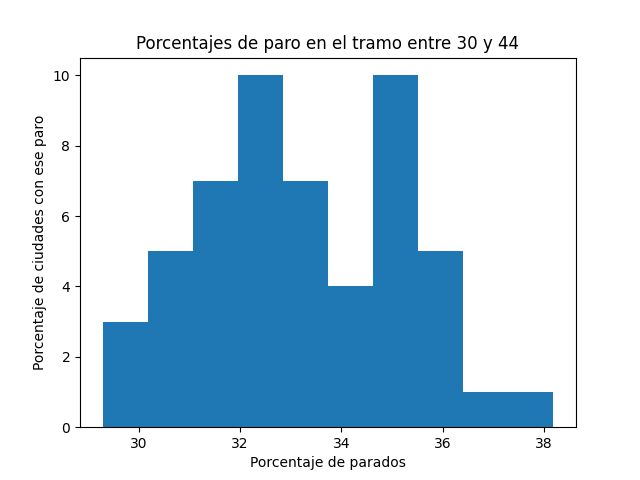 Porcentajes de paro en el tramo entre 30 y 44
Porcentaje de ciudades con ese paro
10
8
6
4
2
0
30 32 34 36 38
Porcentaje de parados